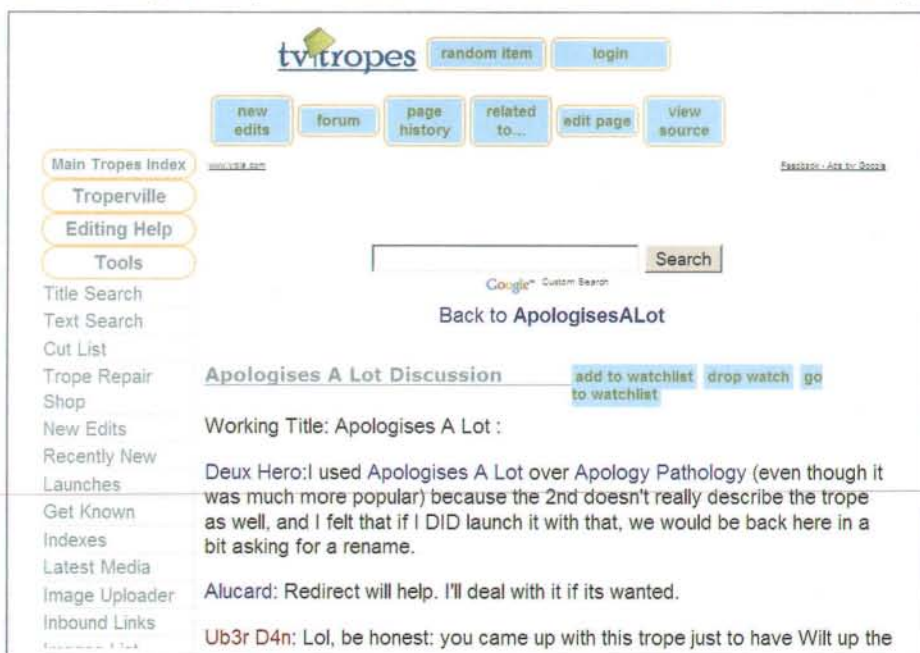 tvtropes
random item
login
new
edits
forum
page
history
related
to...
edit page
view
source
Main Tropes Index
Troperville
Editing Help
Tools
Title Search
Text Search
Cut List
Trope Repair
Shop
New Edits
Recently New
Launches
Get Known
Indexes
Latest Media
Image Uploader
Inbound Links
Feedback - Ads by Google
Search
Google™ Custom Search
Back to ApologisesALot
Apologises A Lot Discussion
add to watchlist drop watch go
to watchlist
Working Title: Apologises A Lot :
Deux Hero:I used Apologises A Lot over Apology Pathology (even though it
was much more popular) because the 2nd doesn't really describe the trope
as well, and I felt that if I DID launch it with that, we would be back here in a
bit asking for a rename.
Alucard: Redirect will help. I'll deal with it if its wanted.
Ub3r D4n: Lol, be honest: you came up with this trope just to have Wilt up the